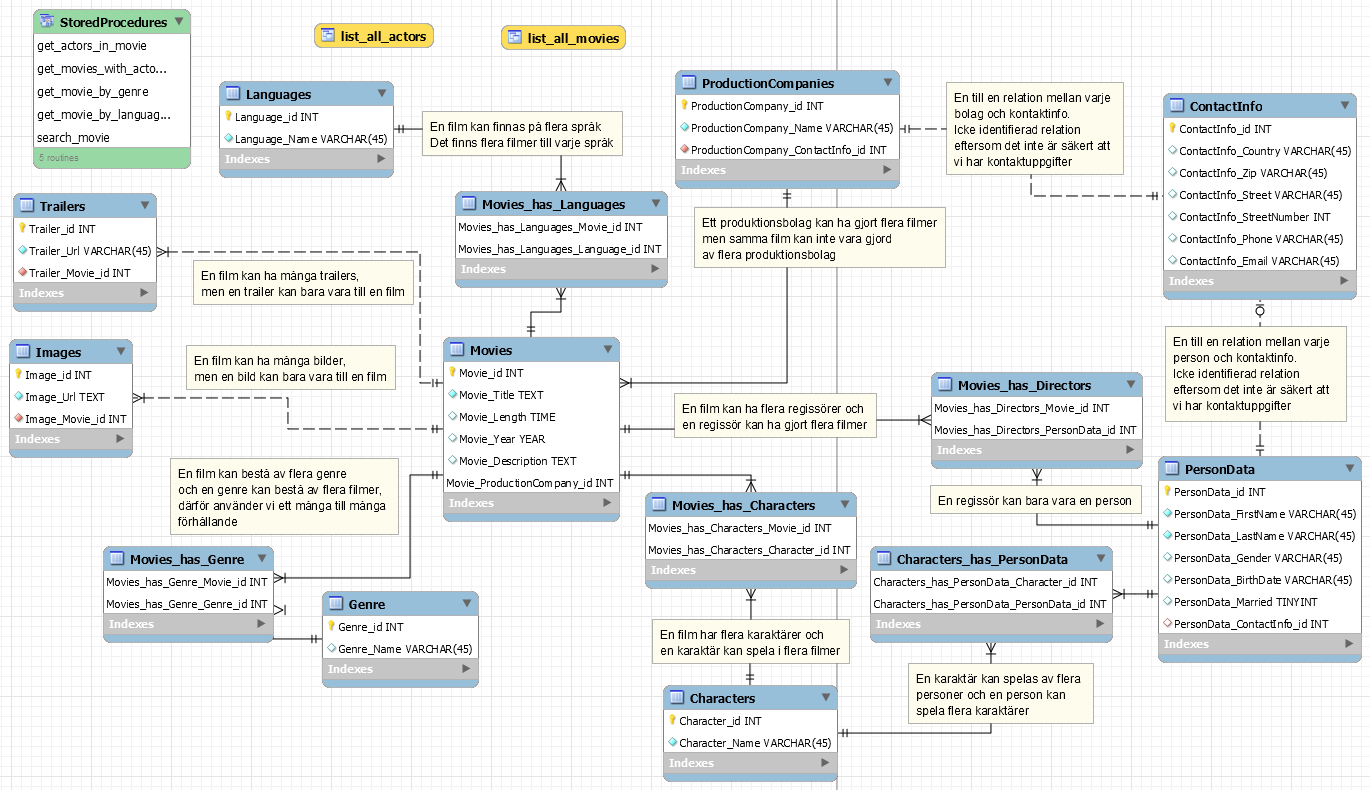 StoredProcedures
get_actors_in_movie
get_movies_with_acto...
get_movie_by_genre
get_movie_by_languag...
search_movie
5 routines
list_all_actors
list_all_movies
Languages
Language_id INT
Language_Name VARCHAR(45)
Indexes
En film kan finnas på flera språk
Det finns flera filmer till varje språk
ProductionCompanies
ProductionCompany_id INT
ProductionCompany_Name VARCHAR(45)
ProductionCompany_ContactInfo_id INT
Indexes
En till en relation mellan varje
bolag och kontaktinfo.
Icke identifierad relation
eftersom det inte är säkert att
vi har kontaktuppgifter
ContactInfo
ContactInfo_id INT
ContactInfo_Country VARCHAR(45)
ContactInfo_Zip VARCHAR(45)
ContactInfo_Street VARCHAR(45)
ContactInfo_StreetNumber INT
ContactInfo_Phone VARCHAR(45)
ContactInfo_Email VARCHAR(45)
Indexes
Trailers
Trailer_id INT
Trailer_Url VARCHAR(45)
Trailer_Movie_id INT
Indexes
En film kan ha många trailers,
men en trailer kan bara vara till en film
Movies_has_Languages
Movies_has_Languages_Movie_id INT
Movies_has_Languages_Language_id INT
Indexes
Ett produktionsbolag kan ha gjort flera filmer
men samma film kan inte vara gjord
av flera produktionsbolag
Images
Image_id INT
Image_Url TEXT
Image_Movie_id INT
Indexes
En film kan ha många bilder,
men en bild kan bara vara till en film
Movies
Movie_id INT
Movie_Title TEXT
Movie_Length TIME
Movie_Year YEAR
Movie_Description TEXT
Movie_ProductionCompany_id INT
Indexes
En film kan ha flera regissörer och
en regissör kan ha gjort flera filmer
Movies_has_Directors
Movies_has_Directors_Movie_id INT
Movies_has_Directors_PersonData_id INT
Indexes
En till en relation mellan varje
person och kontaktinfo.
Icke identifierad relation
eftersom det inte är säkert att
vi har kontaktuppgifter
En film kan bestå av flera genre
och en genre kan bestå av flera filmer,
därför använder vi ett många till många
förhållande
En regissör kan bara vara en person
PersonData
PersonData_id INT
PersonData_FirstName VARCHAR(45)
PersonData_LastName VARCHAR(45)
PersonData_Gender VARCHAR(45)
PersonData_BirthDate VARCHAR(45)
PersonData_Married TINYINT
PersonData_ContactInfo_id INT
Indexes
Movies_has_Characters
Movies_has_Characters_Movie_id INT
Movies_has_Characters_Character_id INT
Indexes
Characters_has_PersonData
Characters_has_PersonData_Character_id INT
Characters_has_PersonData_PersonData_id INT
Indexes
Movies_has_Genre
Movies_has_Genre_Movie_id INT
Movies_has_Genre_Genre_id INT
Indexes
Genre
Genre_id INT
Genre_Name VARCHAR(45)
Indexes
En film har flera karaktärer och
en karaktär kan spela i flera filmer
En karaktär kan spelas av flera
personer och en person kan
spela flera karaktärer
Characters
Character_id INT
Character_Name VARCHAR(45)
Indexes